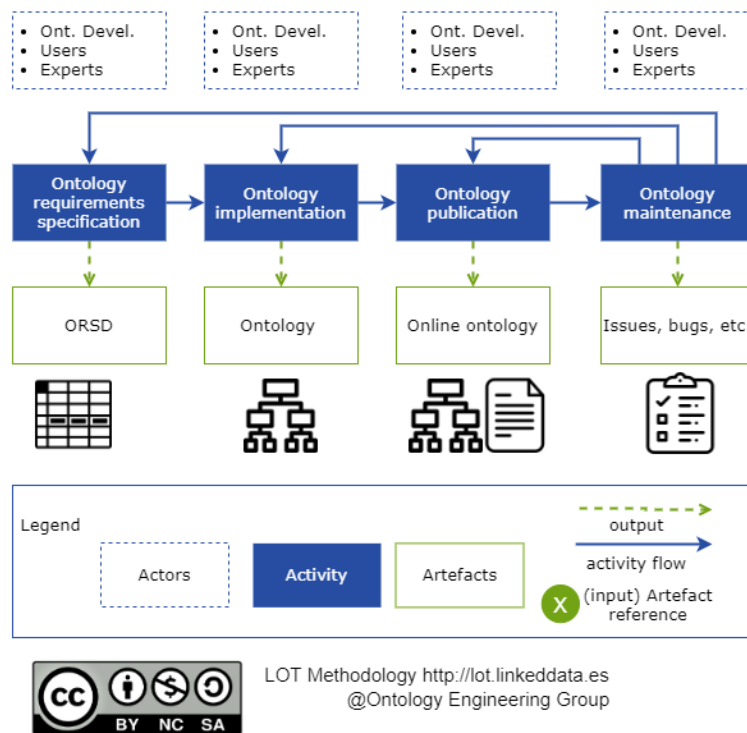 • Ont. Devel.
• Users
• Experts
• Ont. Devel.
• Users
• Experts
• Ont. Devel.
• Users
• Experts
• Ont. Devel.
• Users
• Experts
Ontology
requirements
specification
Ontology
implementation
Ontology
publication
Ontology
maintenance
ORSD
Ontology
Online ontology
Issues, bugs, etc
Legend
Actors
Activity
Artefacts
output
activity flow
X
(input) Artefact
reference
cc
BY NC SA
LOT Methodology http://lot.linkeddata.es
@Ontology Engineering Group